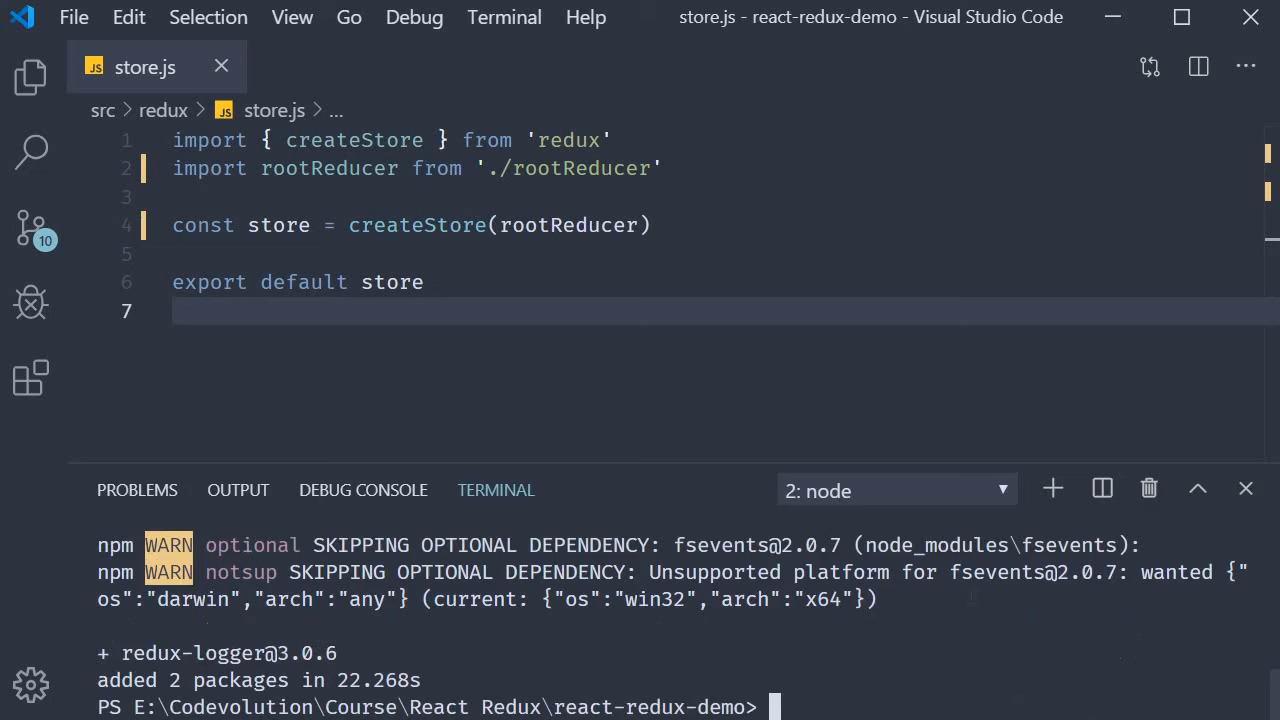 File Edit Selection View Go Debug Terminal Help store.js - react-redux-demo - Visual Studio Code
JS store.js
src > redux > JS store.js > ...
1 import { createStore } from 'redux'
2 import rootReducer from './rootReducer'
3
4 const store = createStore(rootReducer)
5
6 export default store
7
10
PROBLEMS OUTPUT DEBUG CONSOLE TERMINAL 2: node
npm WARN optional SKIPPING OPTIONAL DEPENDENCY: fsevents@2.0.7 (node_modules\fsevents):
npm WARN notsup SKIPPING OPTIONAL DEPENDENCY: Unsupported platform for fsevents@2.0.7: wanted {"
os":"darwin","arch":"any"} (current: {"os":"win32","arch":"x64"})
+ redux-logger@3.0.6
added 2 packages in 22.268s
PS E:\Codevolution\Course\React Redux\react-redux-demo>